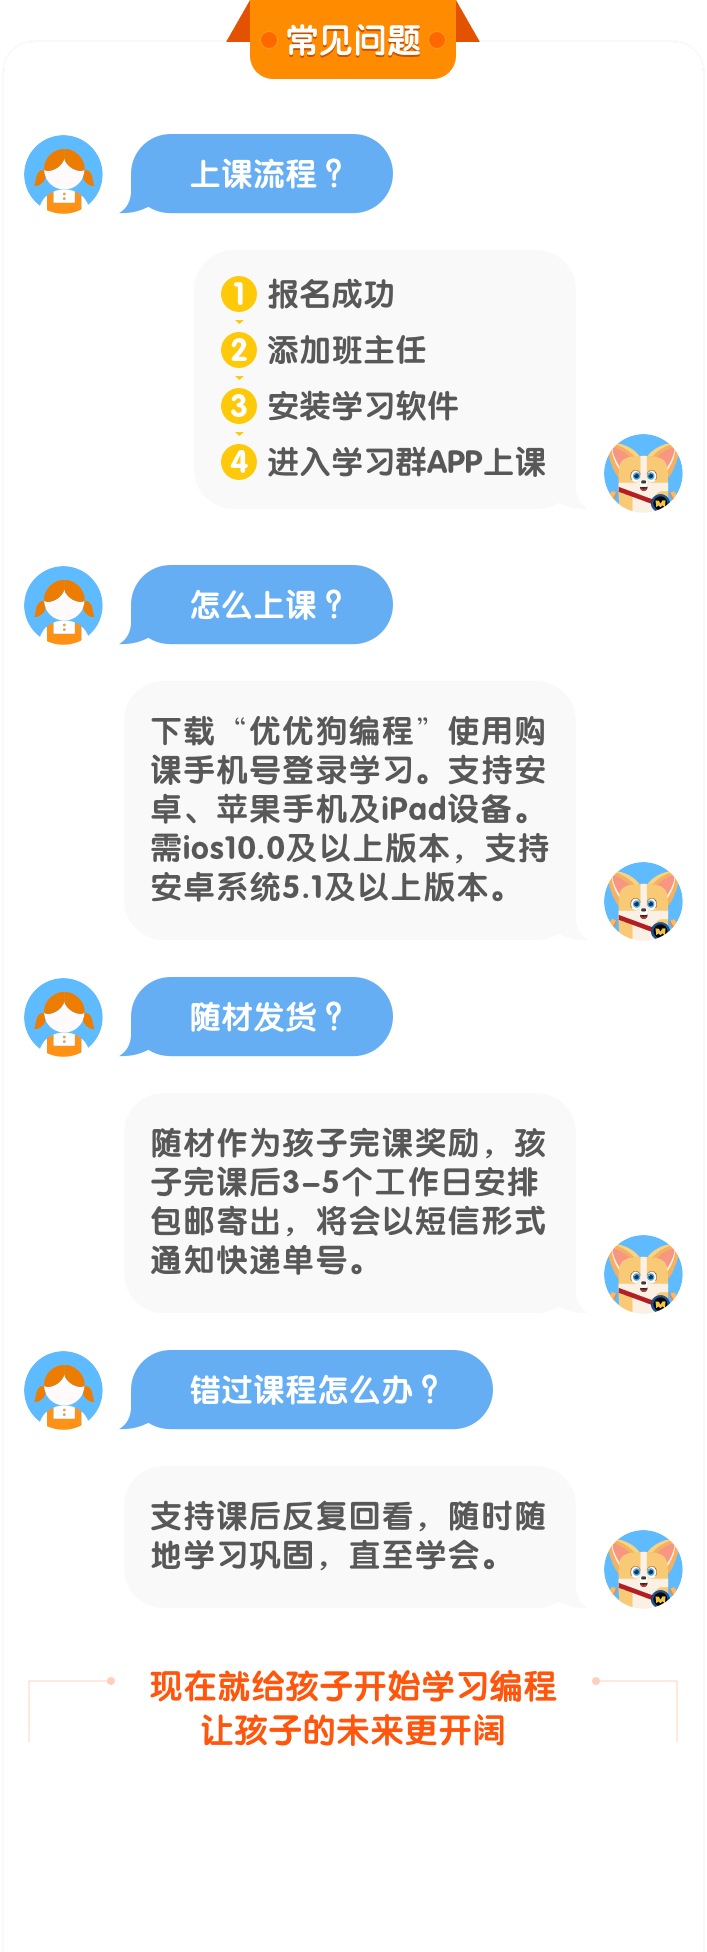 常见问题
上课流程？
1 报名成功
2 添加班主任
3 安装学习软件
4 进入学习群APP上课
怎么上课？
下载“优优狗编程”使用购
课手机号登录学习。支持安
卓、苹果手机及iPad设备。
需ios10.0及以上版本，支持
安卓系统5.1及以上版本。
随材发货？
随材作为孩子完课奖励，孩
子完课后3-5个工作日安排
包邮寄出，将会以短信形式
通知快递单号。
错过课程怎么办？
支持课后反复回看，随时随
地学习巩固，直至学会。
现在就给孩子开始学习编程
让孩子的未来更开阔